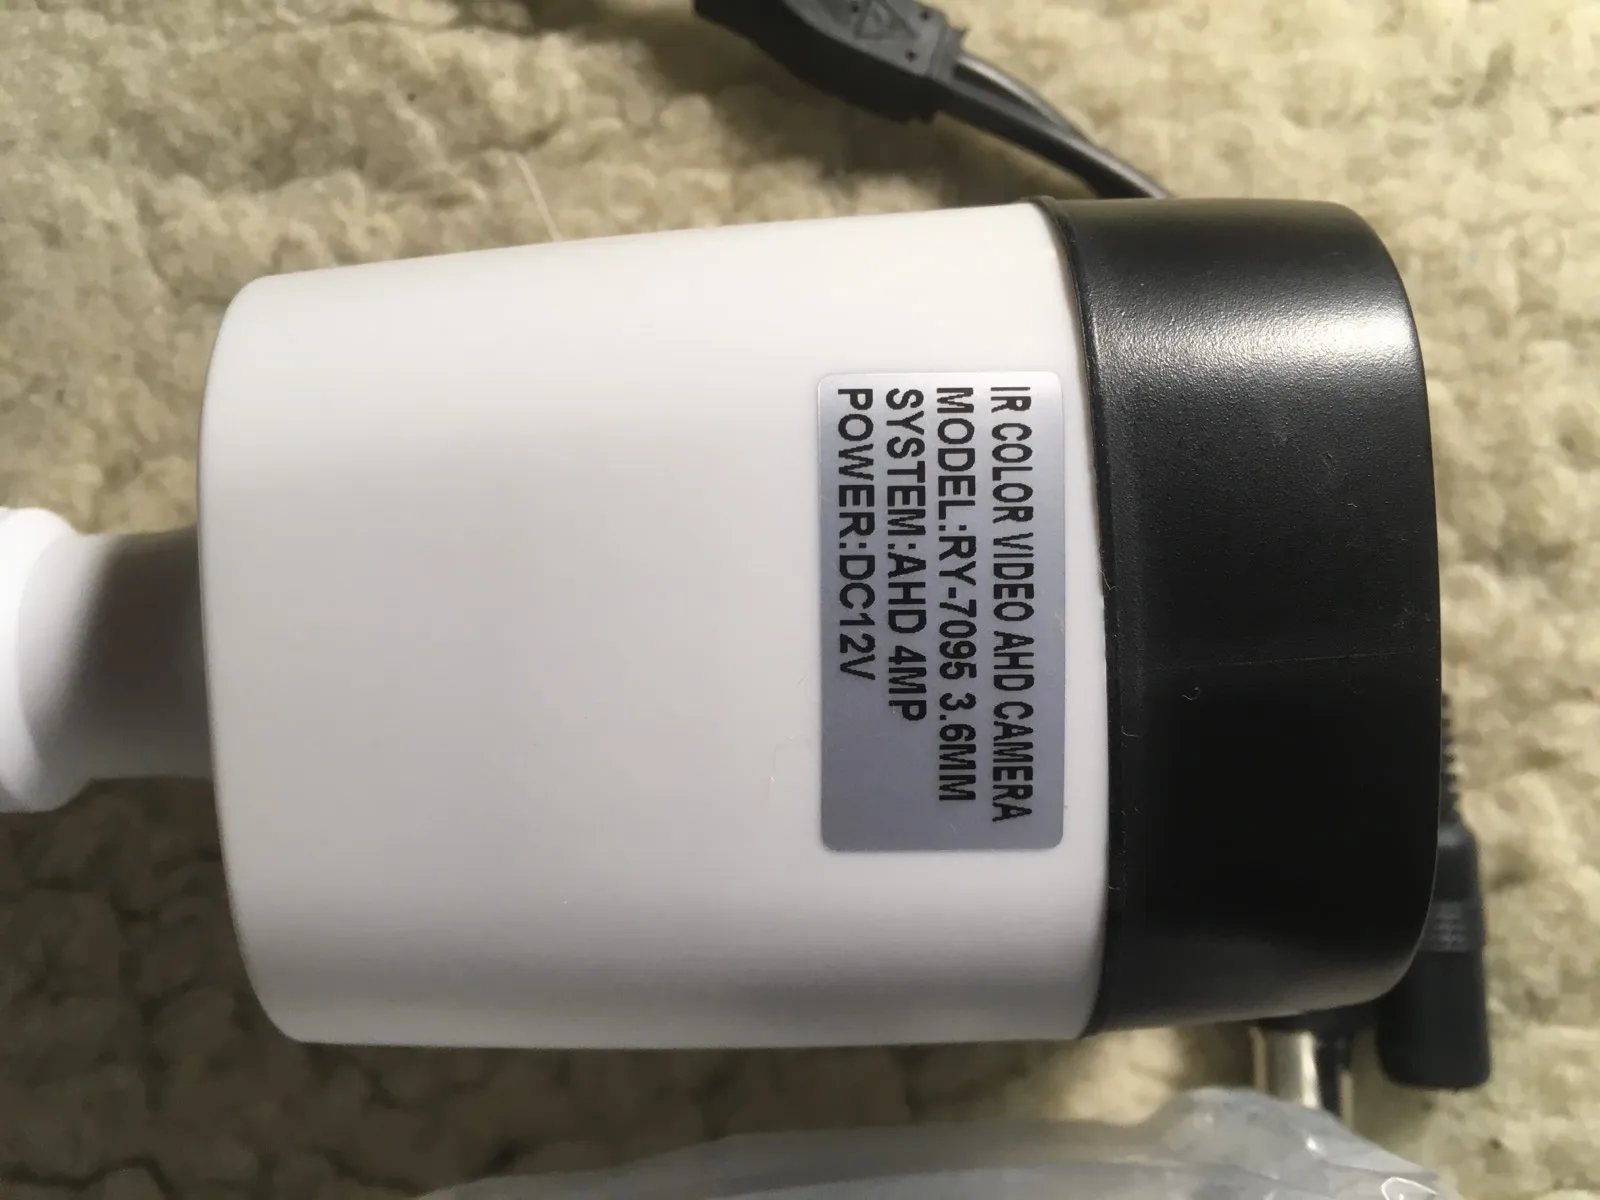 IR COLOR VIDEO AHD CAMERA
MODEL:RY-7095 3.6MM
SYSTEM:AHD 4MP
POWER:DC12V